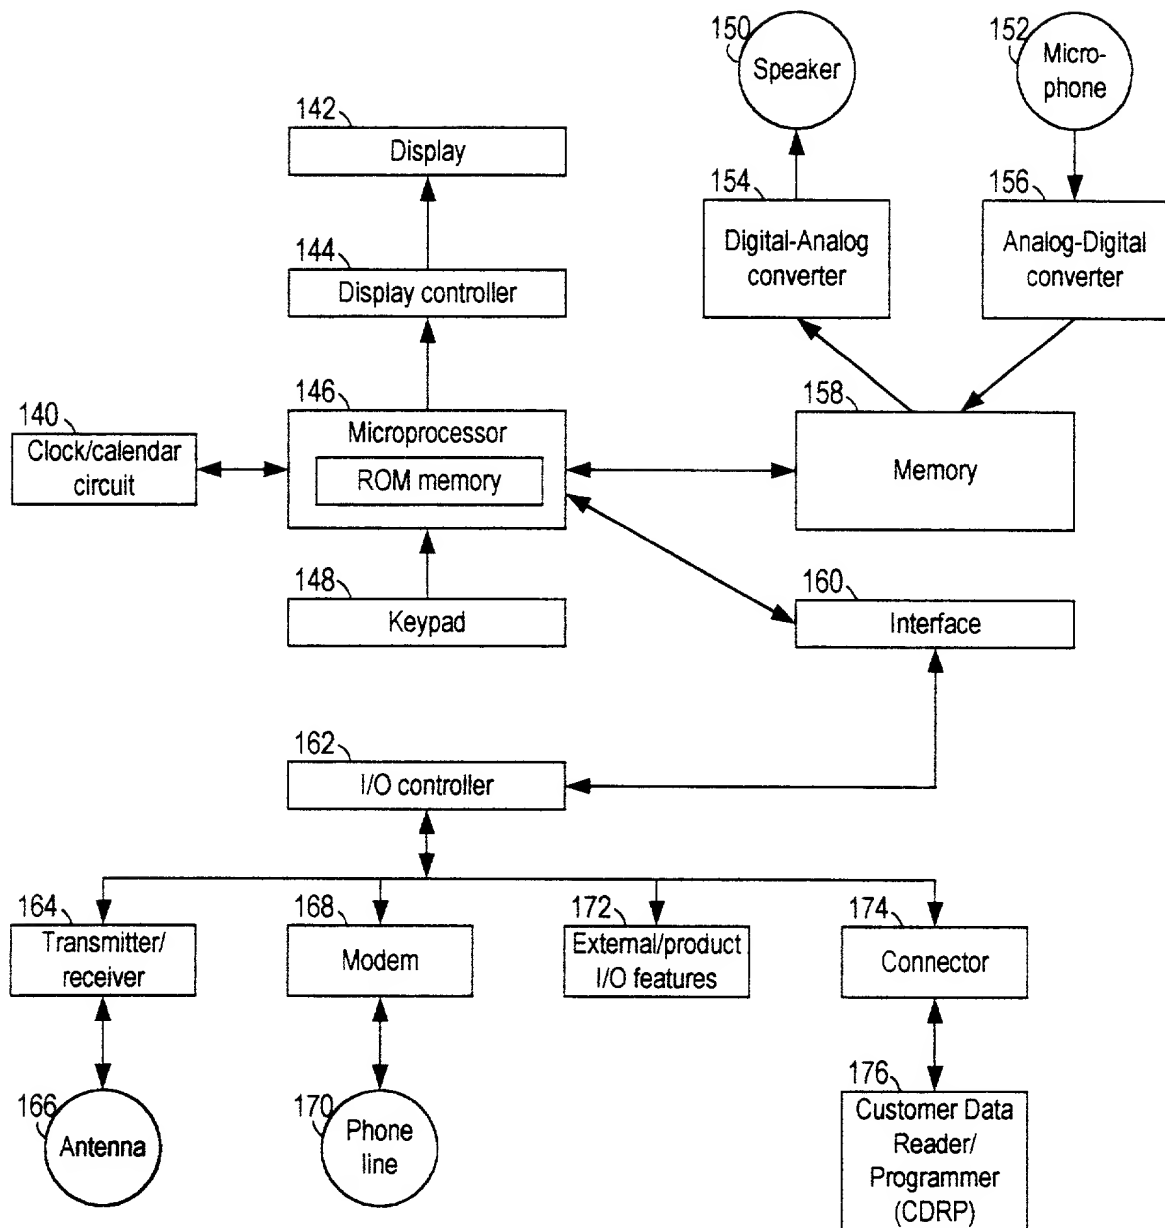 150
Speaker
152
Micro-
phone
142
Display
154
Digital-Analog
converter
156
Analog-Digital
converter
144
Display controller
146
Microprocessor
ROM memory
140
Clock/calendar
circuit
158
Memory
148
Keypad
160
Interface
162
I/O controller
164
Transmitter/
receiver
168
Modem
172
External/product
I/O features
174
Connector
166
Antenna
170
Phone
line
176
Customer Data
Reader/
Programmer
(CDRP)